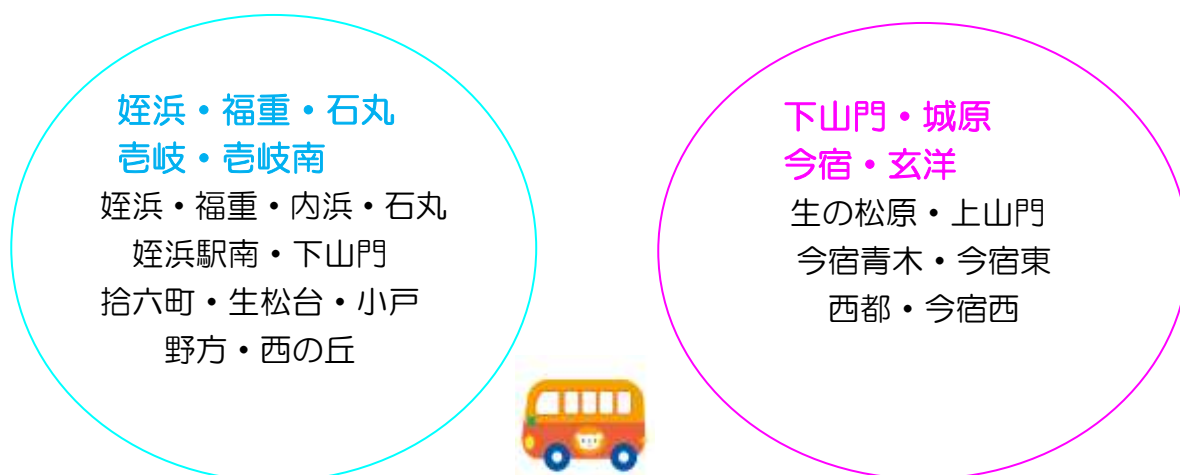 姪浜・福重・石丸
壱岐・壱岐南
姪浜・福重・内浜・石丸
姪浜駅南・下山門
拾六町・生松台・小戸
野方・西の丘
下山門・城原
今宿・玄洋
生の松原・上山門
今宿青木・今宿東
西都・今宿西